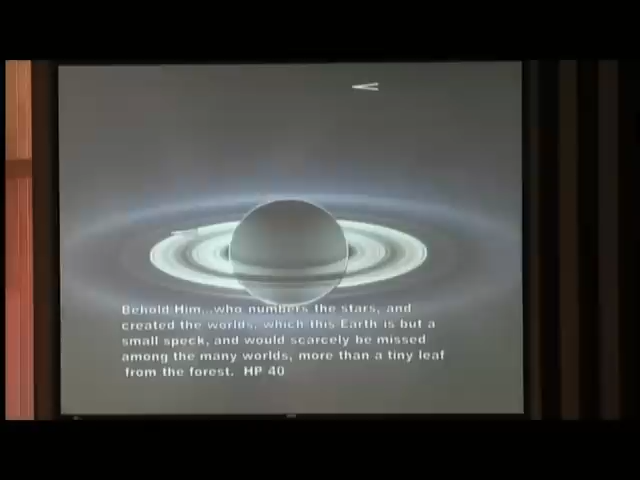 Behold Him...who numbers the stars, and
created the worlds, which this Earth is but a
small speck, and would scarcely be missed
among the many worlds, more than a tiny leaf
from the forest. HP 40